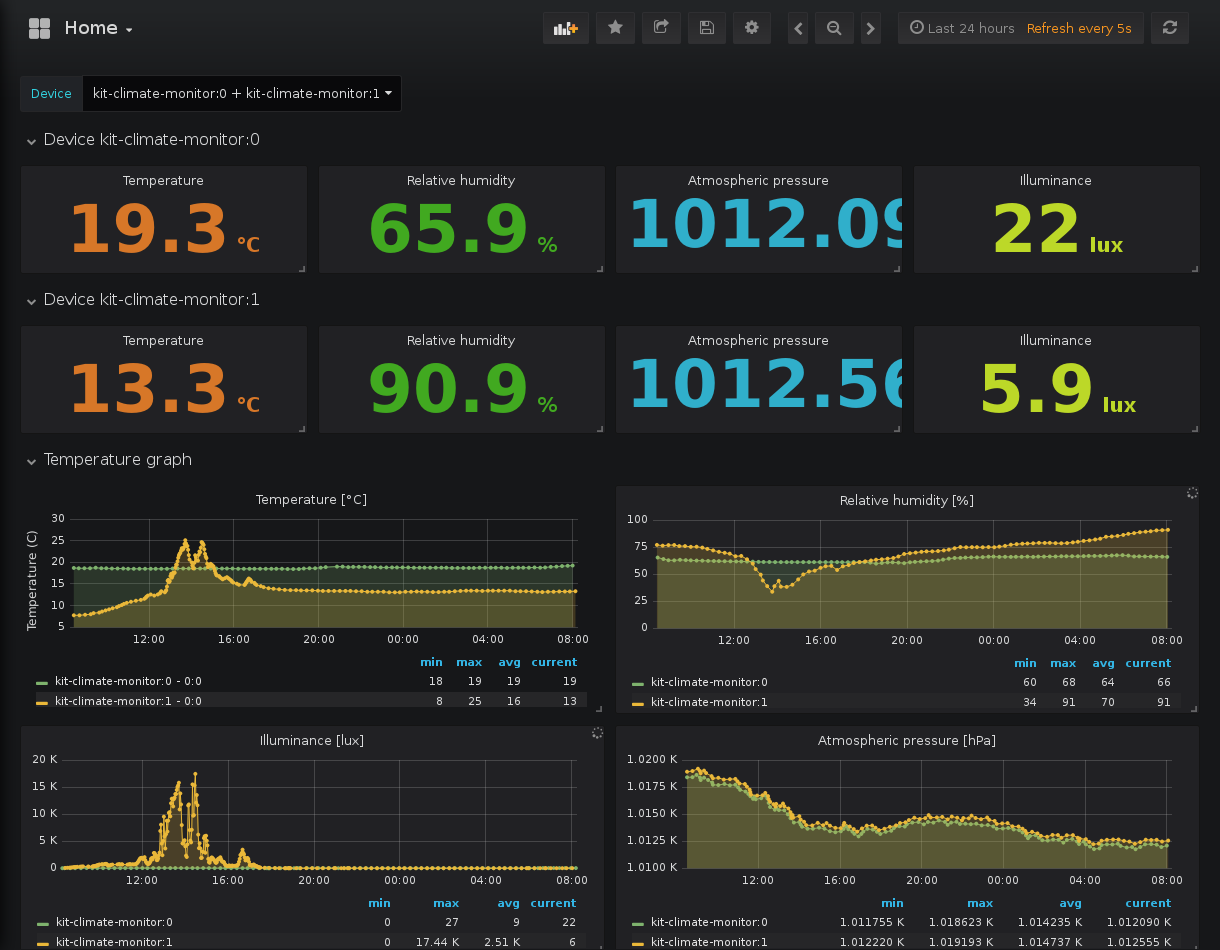 Home
Last 24 hours Refresh every 5s
Device kit-climate-monitor:0 + kit-climate-monitor:1
Device kit-climate-monitor:0
Temperature Relative humidity Atmospheric pressure Illuminance
19.3 °C 65.9 % 1012.09 22 lux
Device kit-climate-monitor:1
Temperature Relative humidity Atmospheric pressure Illuminance
13.3 °C 90.9 % 1012.56 5.9 lux
Temperature graph
Temperature [°C]
Temperature (C)
30
25
20
15
10
5
12:00 16:00 20:00 00:00 04:00 08:00
min max avg current
kit-climate-monitor:0 - 0:0 18 19 19 19
kit-climate-monitor:1 - 0:0 8 25 16 13
Relative humidity [%]
100
75
50
25
0
12:00 16:00 20:00 00:00 04:00 08:00
min max avg current
kit-climate-monitor:0 60 68 64 66
kit-climate-monitor:1 34 91 70 91
Illuminance [lux]
20 K
15 K
10 K
5 K
0
12:00 16:00 20:00 00:00 04:00 08:00
min max avg current
kit-climate-monitor:0 0 27 9 22
kit-climate-monitor:1 0 17.44 K 2.51 K 6
Atmospheric pressure [hPa]
1.0200 K
1.0175 K
1.0150 K
1.0125 K
1.0100 K
12:00 16:00 20:00 00:00 04:00 08:00
min max avg current
kit-climate-monitor:0 1.011755 K 1.018623 K 1.014235 K 1.012090 K
kit-climate-monitor:1 1.012220 K 1.019193 K 1.014737 K 1.012555 K